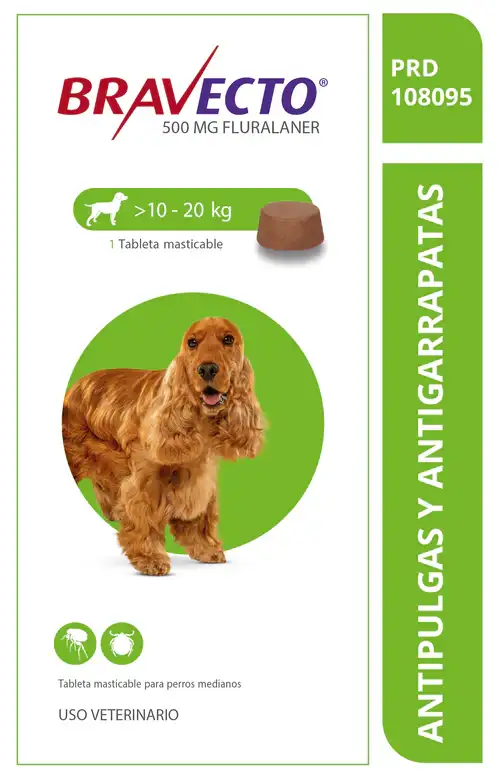 BRAVECTO®
500 MG FLURALANER
>10 - 20 kg
1 Tableta masticable
Tableta masticable para perros medianos
USO VETERINARIO
PRD
108095
ANTIPULGAS Y ANTIGARRAPATAS